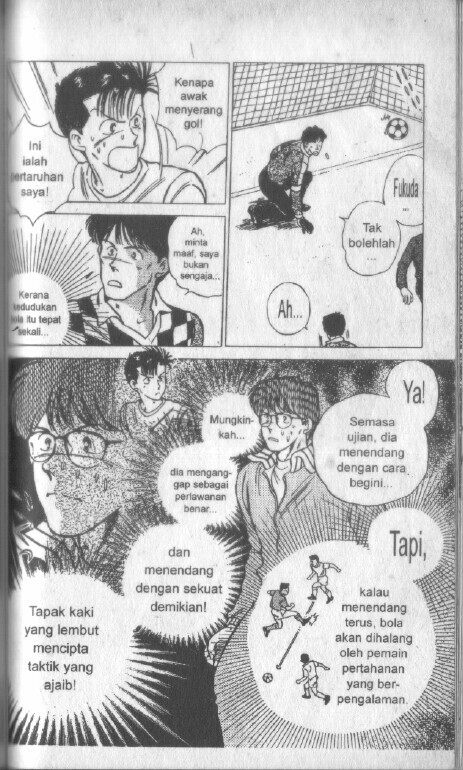 Fukuda
...
Tak
bolehlah
...
Ah...
Kenapa
awak
menyerang
gol!
Ini
ialah
pertaruhan
saya!
Ah,
minta
maaf, saya
bukan
sengaja...
Kerana
kedudukan
bola itu tepat
sekali...
Ya!
Semasa
ujian, dia
menendang
dengan cara
begini...
Tapi,
kalau
menendang
terus, bola
akan dihalang
oleh pemain
pertahanan
yang ber-
pengalaman.
Mungkin-
kah...
dia mengang-
gap sebagai
perlawanan
benar...
dan
menendang
dengan sekuat
demikian!
Tapak kaki
yang lembut
mencipta
taktik yang
ajaib!